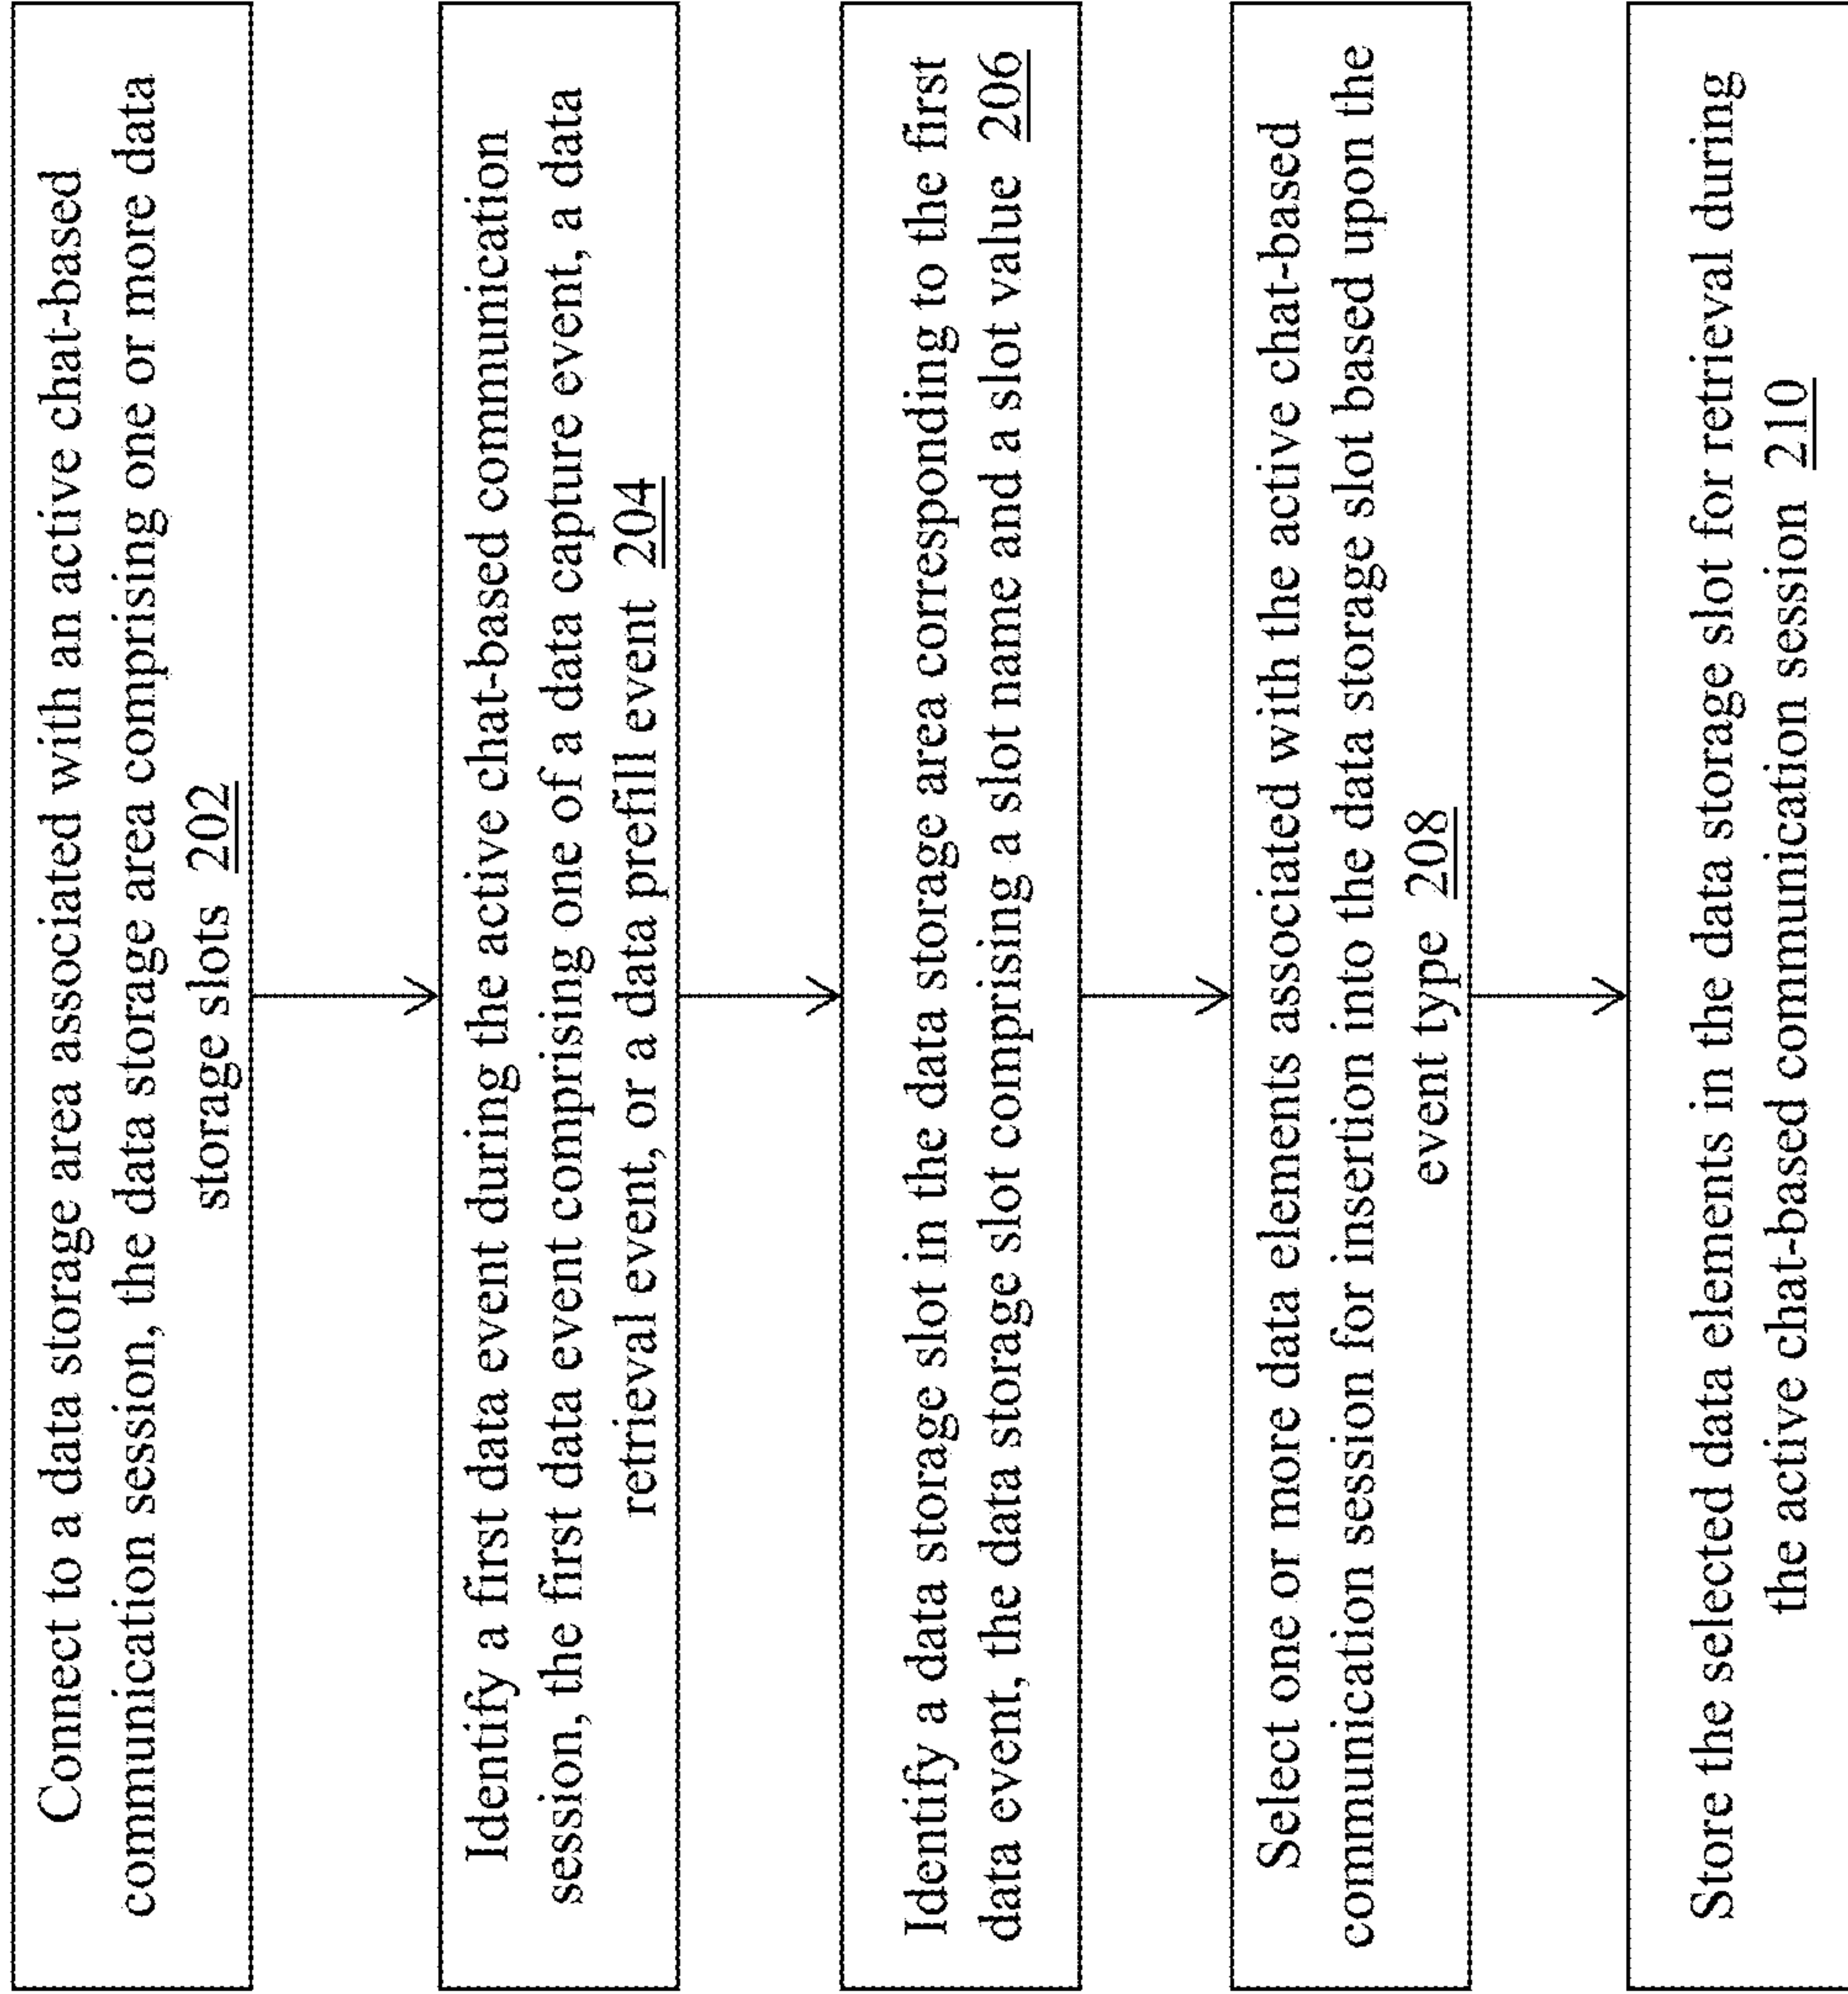 Connect to a data storage area associated with an active chat-based
communication session, the data storage area comprising one or more data
storage slots 202
Identify a first data event during the active chat-based communication
session, the first data event comprising one of a data capture event, a data
retrieval event, or a data prefill event 204
Identify a data storage slot in the data storage area corresponding to the first
data event, the data storage slot comprising a slot name and a slot value 206
Select one or more data elements associated with the active chat-based
communication session for insertion into the data storage slot based upon the
event type 208
Store the selected data elements in the data storage slot for retrieval during
the active chat-based communication session 210